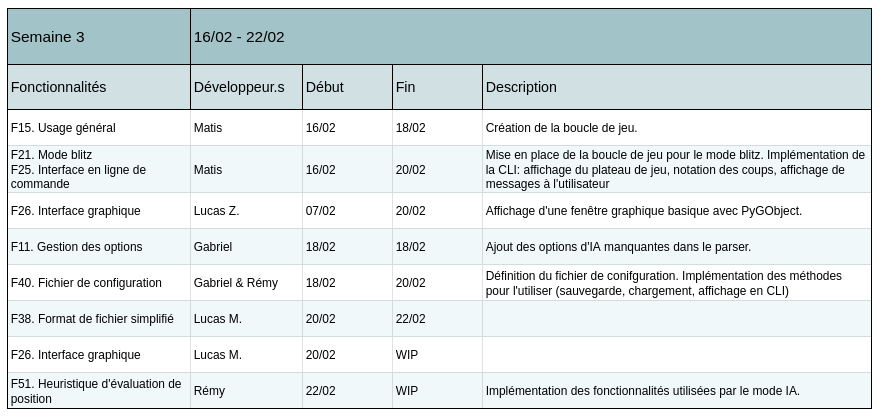 Semaine 3 16/02 - 22/02
Fonctionnalités Développeur.s Début Fin Description
F15. Usage général Matis 16/02 18/02 Création de la boucle de jeu.
F21. Mode blitz
F25. Interface en ligne de
commande
Matis 16/02 20/02
Mise en place de la boucle de jeu pour le mode blitz. Implémentation de
la CLI: affichage du plateau de jeu, notation des coups, affichage de
messages à l'utilisateur
F26. Interface graphique Lucas Z. 07/02 20/02 Affichage d'une fenêtre graphique basique avec PyGObject.
F11. Gestion des options Gabriel 18/02 18/02 Ajout des options d'IA manquantes dans le parser.
F40. Fichier de configuration Gabriel & Rémy 18/02 20/02
Définition du fichier de conifguration. Implémentation des méthodes
pour l'utiliser (sauvegarde, chargement, affichage en CLI)
F38. Format de fichier simplifié Lucas M. 20/02 22/02
F26. Interface graphique Lucas M. 20/02 WIP
F51. Heuristique d'évaluation de
position
Rémy 22/02 WIP Implémentation des fonctionnalités utilisées par le mode IA.